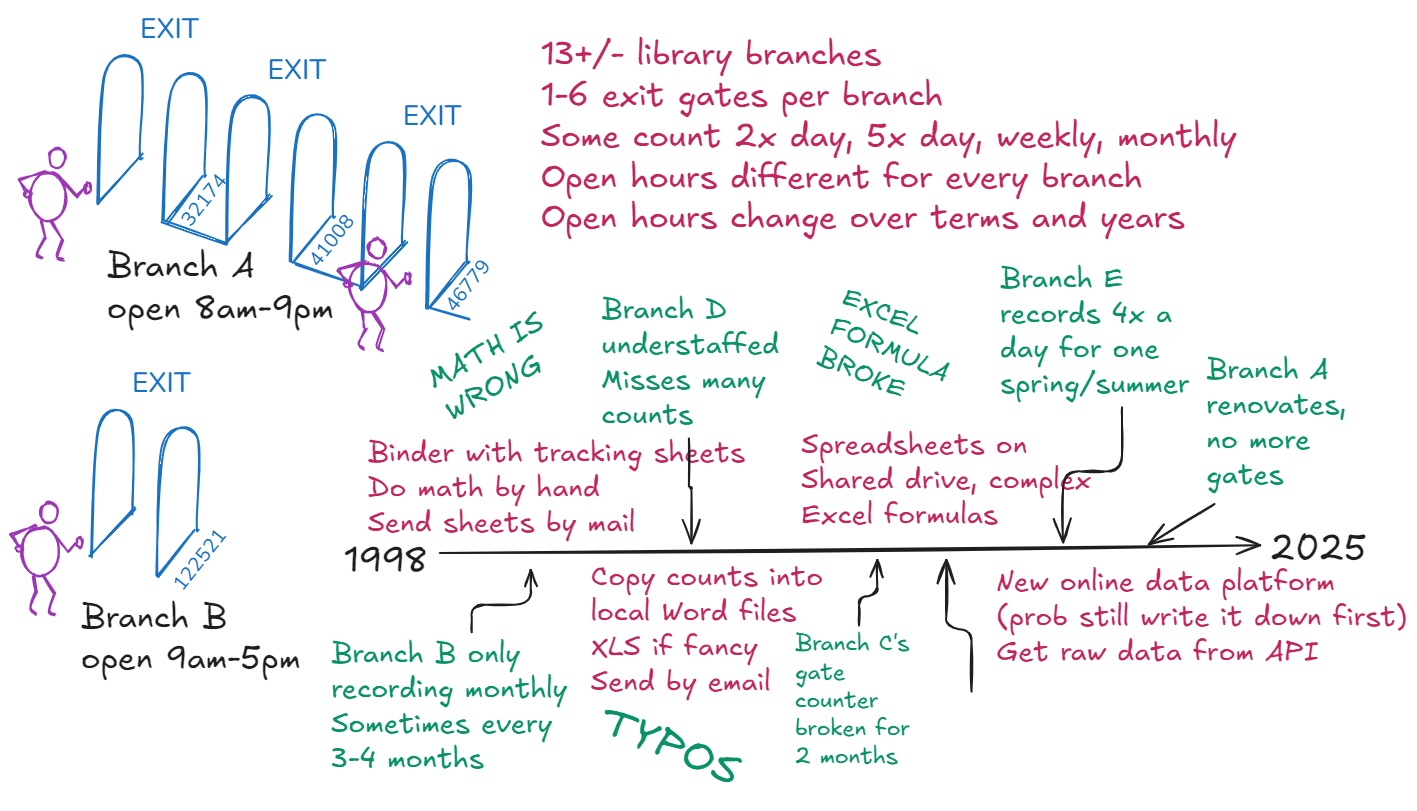 EXIT
EXIT
EXIT
32174
41008
46779
Branch A
open 8am-9pm
EXIT
122521
Branch B
open 9am-5pm
13+/- library branches
1-6 exit gates per branch
Some count 2x day, 5x day, weekly, monthly
Open hours different for every branch
Open hours change over terms and years
MATH IS
WRONG
Branch D
understaffed
Misses many
counts
EXCEL
FORMULA
BROKE
Branch E
records 4x a
day for one
spring/summer
Branch A
renovates,
no more
gates
Binder with tracking sheets
Do math by hand
Send sheets by mail
Spreadsheets on
Shared drive, complex
Excel formulas
1998
2025
Branch B only
recording monthly
Sometimes every
3-4 months
Copy counts into
local Word files
XLS if fancy
Send by email
TYPOS
Branch C's
gate
counter
broken for
2 months
New online data platform
(prob still write it down first)
Get raw data from API